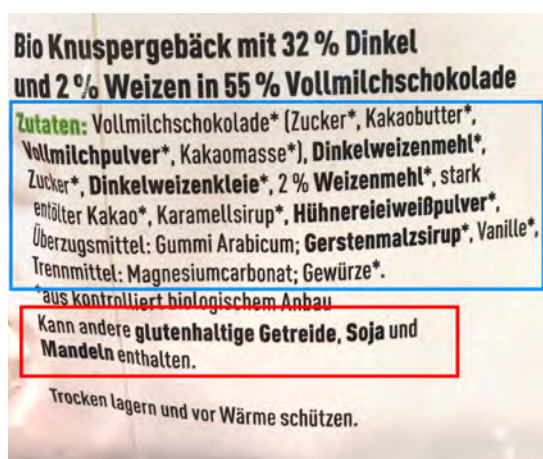 Bio Knuspergebäck mit 32 % Dinkel
und 2 % Weizen in 55 % Vollmilchschokolade
Zutaten: Vollmilchschokolade* (Zucker*, Kakaobutter*,
Vollmilchpulver*, Kakaomasse*), Dinkelweizenmehl*,
Zucker*, Dinkelweizenkleie*, 2 % Weizenmehl*, stark
entölter Kakao*, Karamellsirup*, Hühnereieiweißpulver*,
Überzugsmittel: Gummi Arabicum; Gerstenmalzsirup*, Vanille*,
Trennmittel: Magnesiumcarbonat; Gewürze*.
*aus kontrolliert biologischem Anbau
Kann andere glutenhaltige Getreide, Soja und
Mandeln enthalten.
Trocken lagern und vor Wärme schützen.